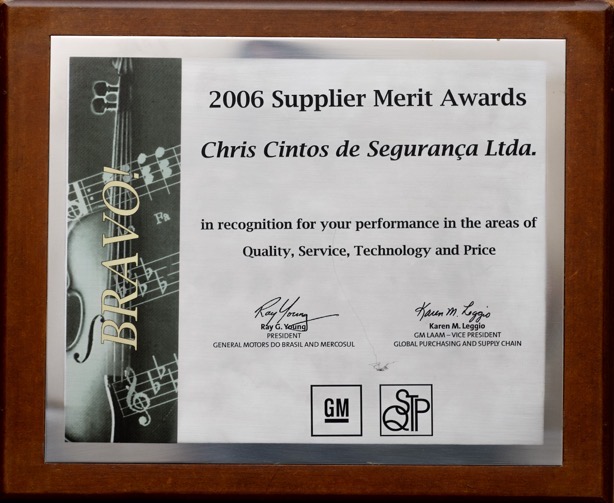 2006 Supplier Merit Awards
Chris Cintos de Segurança Ltda.
BRAVO!
Fa
in recognition for your performance in the areas of
Quality, Service, Technology and Price
Ray Young
Ray G. Young
PRESIDENT
GENERAL MOTORS DO BRASIL AND MERCOSUL
Karen M. Leggio
Karen M. Leggio
GM LAAM – VICE PRESIDENT
GLOBAL PURCHASING AND SUPPLY CHAIN
GM
QSTP